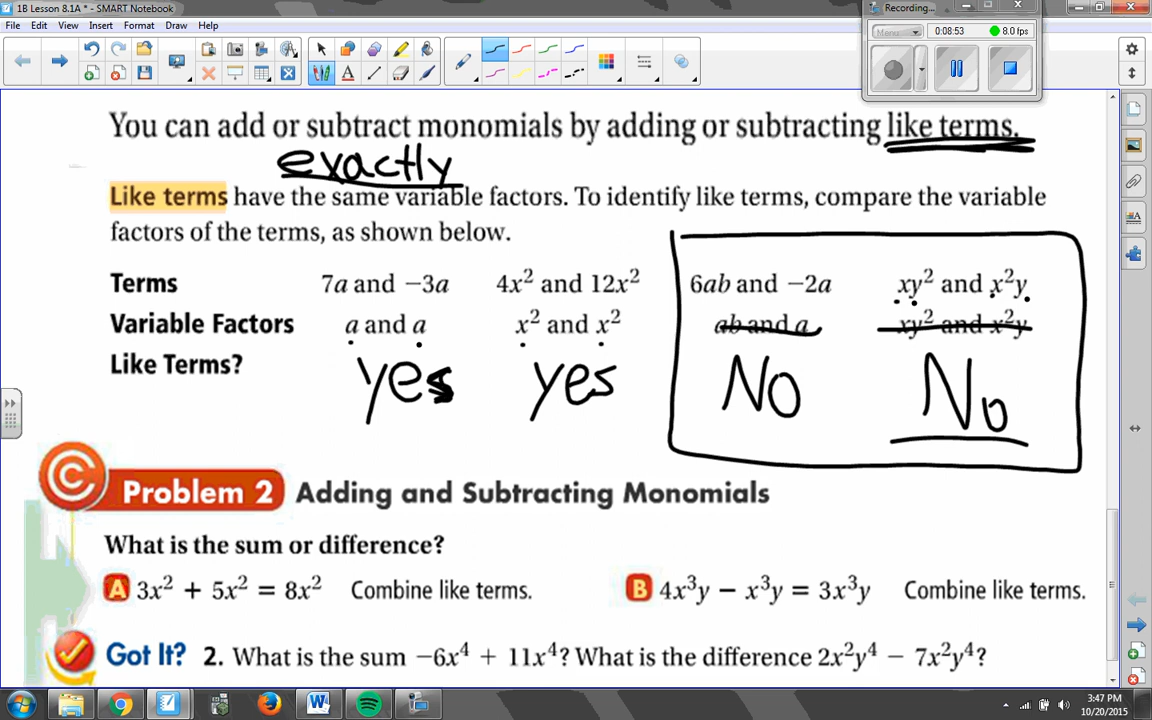 1B Lesson 8.1A * - SMART Notebook
Recording...
File Edit View Insert Format Draw Help
Menu 0:08:53 8.0 fps
You can add or subtract monomials by adding or subtracting like terms.
exactly
Like terms have the same variable factors. To identify like terms, compare the variable
factors of the terms, as shown below.
Terms 7a and −3a 4x² and 12x² 6ab and −2a xy² and x²y
Variable Factors a and a x² and x² ab and a xy² and x²y
Like Terms? yes yes NO No
C Problem 2 Adding and Subtracting Monomials
What is the sum or difference?
A 3x² + 5x² = 8x² Combine like terms. B 4x³y − x³y = 3x³y Combine like terms.
Got It? 2. What is the sum −6x⁴ + 11x⁴? What is the difference 2x²y⁴ − 7x²y⁴?
3:47 PM
10/20/2015